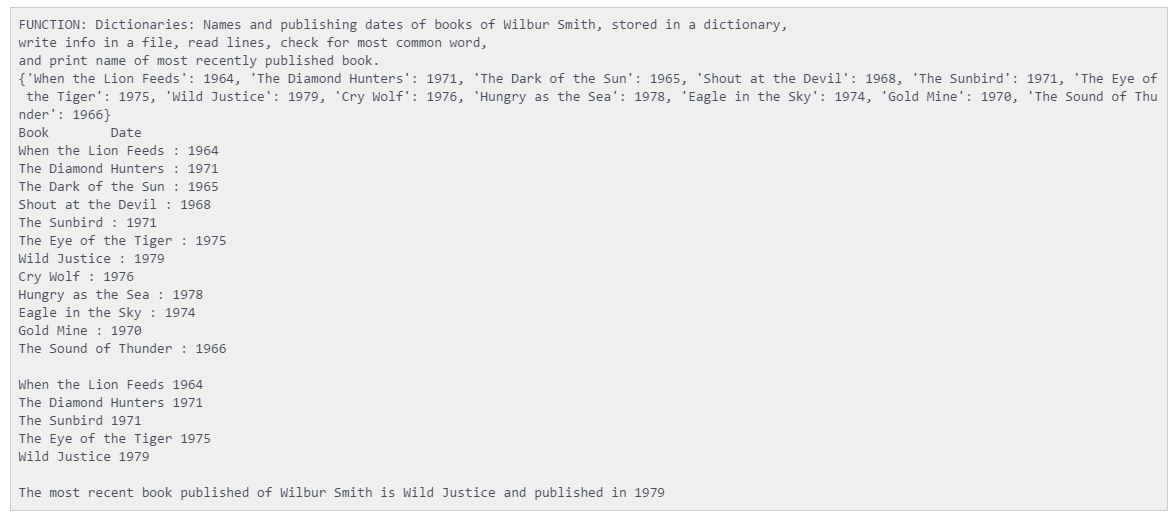 FUNCTION: Dictionaries: Names and publishing dates of books of Wilbur Smith, stored in a dictionary,
write info in a file, read lines, check for most common word,
and print name of most recently published book.
{'When the Lion Feeds': 1964, 'The Diamond Hunters': 1971, 'The Dark of the Sun': 1965, 'Shout at the Devil': 1968, 'The Sunbird': 1971, 'The Eye of
 the Tiger': 1975, 'Wild Justice': 1979, 'Cry Wolf': 1976, 'Hungry as the Sea': 1978, 'Eagle in the Sky': 1974, 'Gold Mine': 1970, 'The Sound of Thu
nder': 1966}
Book        Date
When the Lion Feeds : 1964
The Diamond Hunters : 1971
The Dark of the Sun : 1965
Shout at the Devil : 1968
The Sunbird : 1971
The Eye of the Tiger : 1975
Wild Justice : 1979
Cry Wolf : 1976
Hungry as the Sea : 1978
Eagle in the Sky : 1974
Gold Mine : 1970
The Sound of Thunder : 1966

When the Lion Feeds 1964
The Diamond Hunters 1971
The Sunbird 1971
The Eye of the Tiger 1975
Wild Justice 1979

The most recent book published of Wilbur Smith is Wild Justice and published in 1979